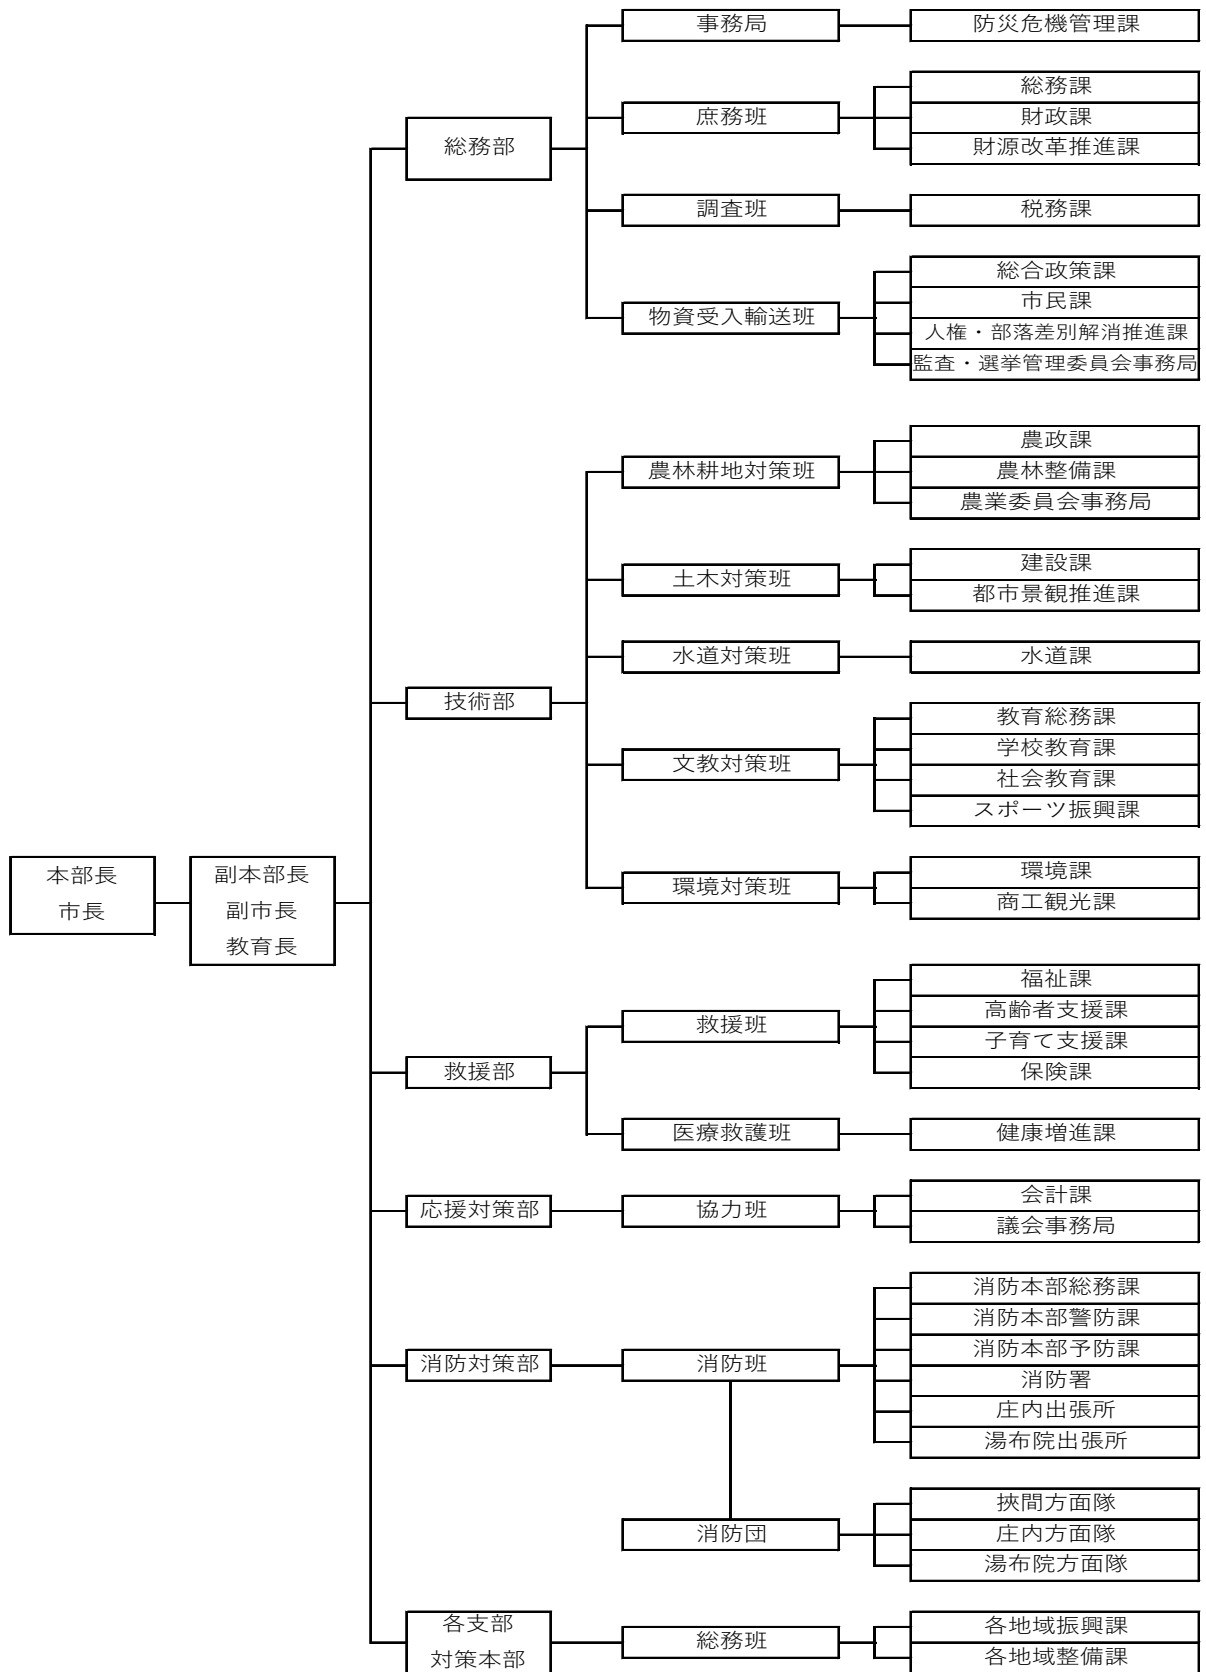 本部長
市長
副本部長
副市長
教育長
総務部
事務局
防災危機管理課
庶務班
総務課
財政課
財源改革推進課
調査班
税務課
物資受入輸送班
総合政策課
市民課
人権・部落差別解消推進課
監査・選挙管理委員会事務局
技術部
農林耕地対策班
農政課
農林整備課
農業委員会事務局
土木対策班
建設課
都市景観推進課
水道対策班
水道課
文教対策班
教育総務課
学校教育課
社会教育課
スポーツ振興課
環境対策班
環境課
商工観光課
救援部
救援班
福祉課
高齢者支援課
子育て支援課
保険課
医療救護班
健康増進課
応援対策部
協力班
会計課
議会事務局
消防対策部
消防班
消防本部総務課
消防本部警防課
消防本部予防課
消防署
庄内出張所
湯布院出張所
消防団
挾間方面隊
庄内方面隊
湯布院方面隊
各支部
対策本部
総務班
各地域振興課
各地域整備課